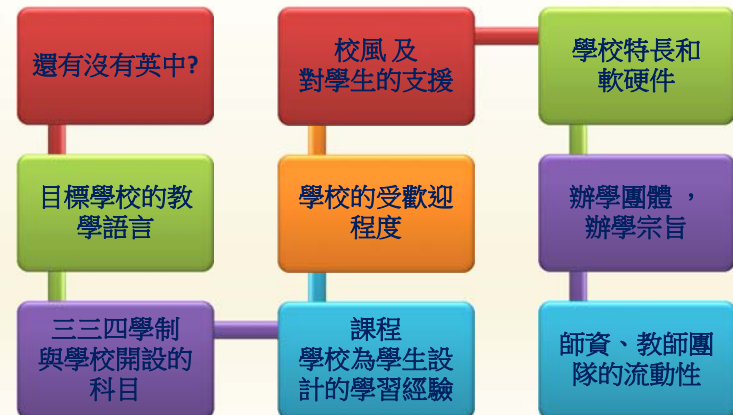 還有沒有英中?
目標學校的教
學語言
三三四學制
與學校開設的
科目
課程
學校為學生設
計的學習經驗
學校的受歡迎
程度
校風 及
對學生的支援
學校特長和
軟硬件
辦學團體 ，
辦學宗旨
師資、教師團
隊的流動性